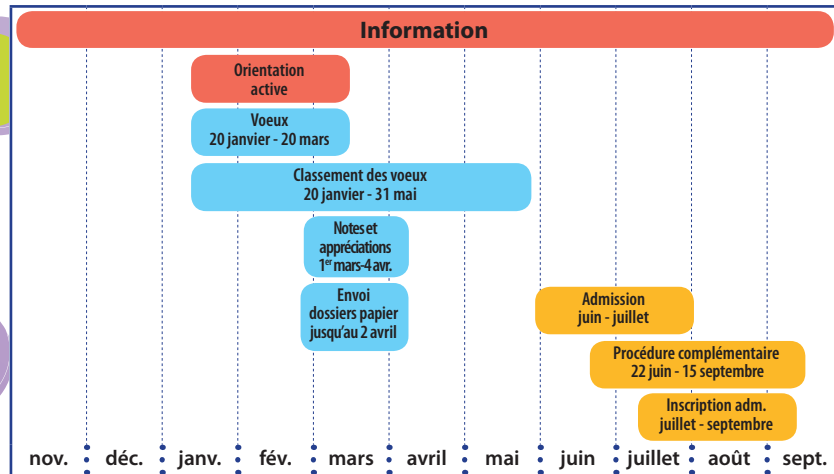 Information
Orientation
active
Voeux
20 janvier - 20 mars
Classement des voeux
20 janvier - 31 mai
Notes et
appréciations
1er mars-4 avr.
Envoi
dossiers papier
jusqu'au 2 avril
Admission
juin - juillet
Procédure complémentaire
22 juin - 15 septembre
Inscription adm.
juillet - septembre
nov. déc. janv. fév. mars avril mai juin juillet août sept.